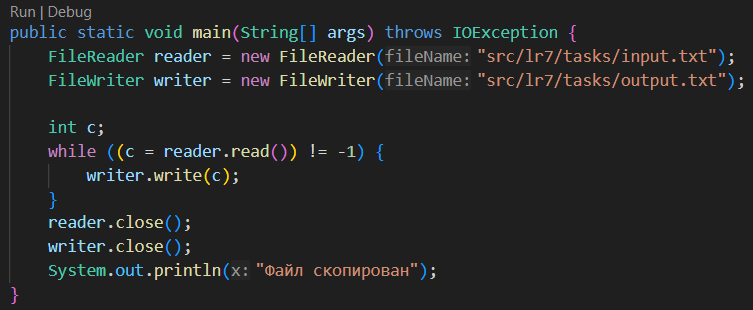 Run | Debug
public static void main(String[] args) throws IOException {
FileReader reader = new FileReader(fileName: "src/lr7/tasks/input.txt");
FileWriter writer = new FileWriter(fileName: "src/lr7/tasks/output.txt");
int c;
while ((c = reader.read()) != -1) {
writer.write(c);
}
reader.close();
writer.close();
System.out.println(x: "Файл скопирован");
}